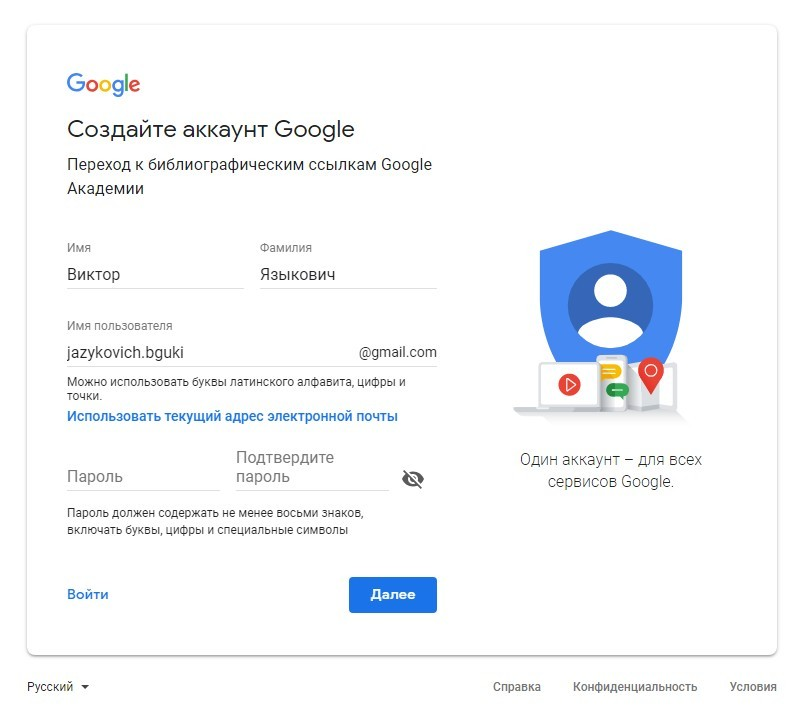 Google
Создайте аккаунт Google
Переход к библиографическим ссылкам Google
Академии
Имя
Фамилия
Виктор
Языкович
Имя пользователя
jazykovich.bguki
@gmail.com
Можно использовать буквы латинского алфавита, цифры и
точки.
Использовать текущий адрес электронной почты
Пароль
Подтвердите
пароль
Пароль должен содержать не менее восьми знаков,
включать буквы, цифры и специальные символы
Войти
Далее
Один аккаунт – для всех
сервисов Google.
Русский
Справка
Конфиденциальность
Условия